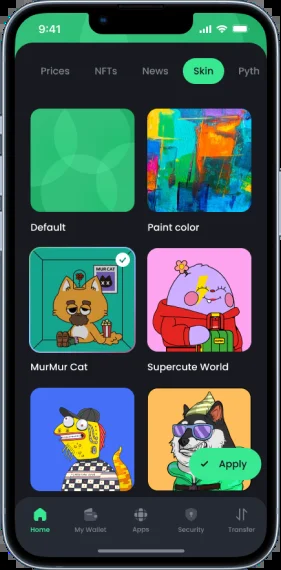 9:41
Prices NFTs News Skin Pyth
Default Paint color
MURCAT
MurMur Cat Supercute World
Apply
Home My Wallet Apps Security Transfer